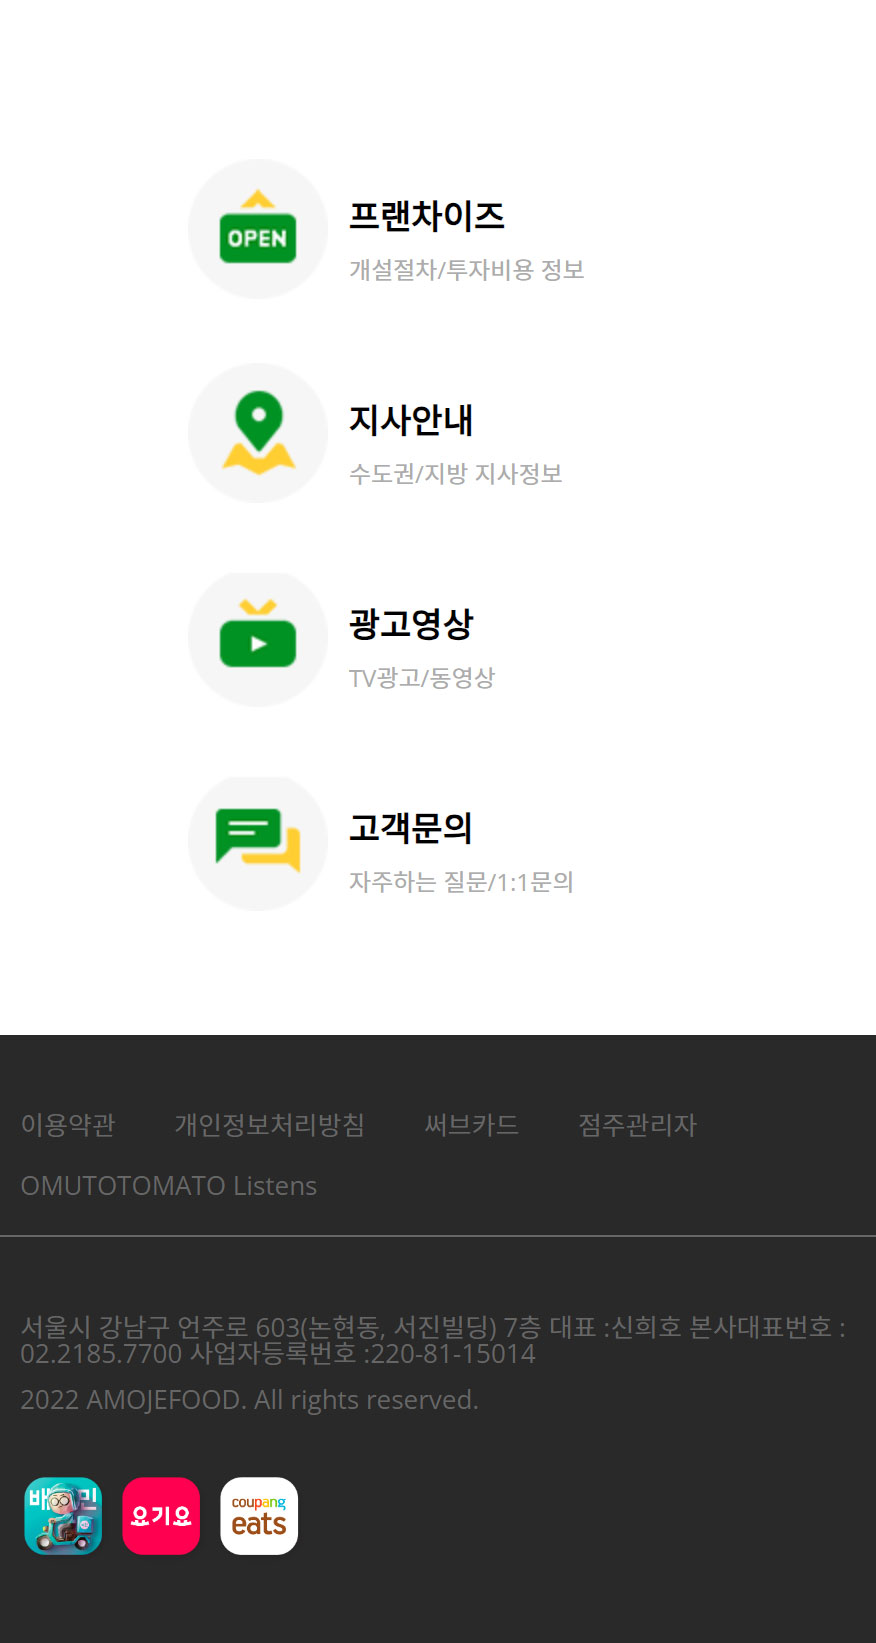 OPEN
프랜차이즈
개설절차/투자비용 정보
지사안내
수도권/지방 지사정보
광고영상
TV광고/동영상
고객문의
자주하는 질문/1:1문의
이용약관 개인정보처리방침 써브카드 점주관리자
OMUTOTOMATO Listens
서울시 강남구 언주로 603(논현동, 서진빌딩) 7층 대표 :신희호 본사대표번호 :
02.2185.7700 사업자등록번호 :220-81-15014
2022 AMOJEFOOD. All rights reserved.
배민 요기요 coupang
eats